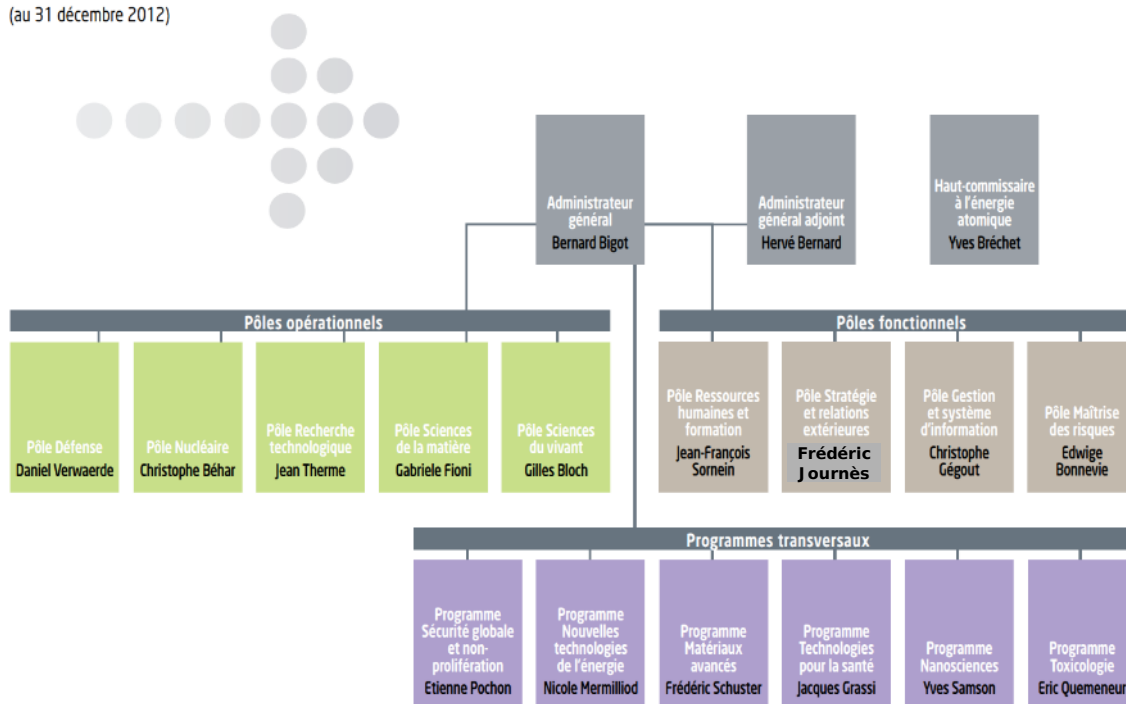 (au 31 décembre 2012)
Administrateur
général
Bernard Bigot
Administrateur
général adjoint
Hervé Bernard
Haut-commissaire
à l'énergie
atomique
Yves Bréchet
Pôles opérationnels
Pôle Défense
Daniel Verwaerde
Pôle Nucléaire
Christophe Béhar
Pôle Recherche
technologique
Jean Therme
Pôle Sciences
de la matière
Gabriele Fioni
Pôle Sciences
du vivant
Gilles Bloch
Pôles fonctionnels
Pôle Ressources
humaines et
formation
Jean-François
Sornein
Pôle Stratégie
et relations
extérieures
Frédéric
Journès
Pôle Gestion
et système
d'information
Christophe
Gégout
Pôle Maîtrise
des risques
Edwige
Bonnevie
Programmes transversaux
Programme
Sécurité globale
et non-
prolifération
Etienne Pochon
Programme
Nouvelles
technologies
de l'énergie
Nicole Mermilliod
Programme
Matériaux
avancés
Frédéric Schuster
Programme
Technologies
pour la santé
Jacques Grassi
Programme
Nanosciences
Yves Samson
Programme
Toxicologie
Eric Quemeneur